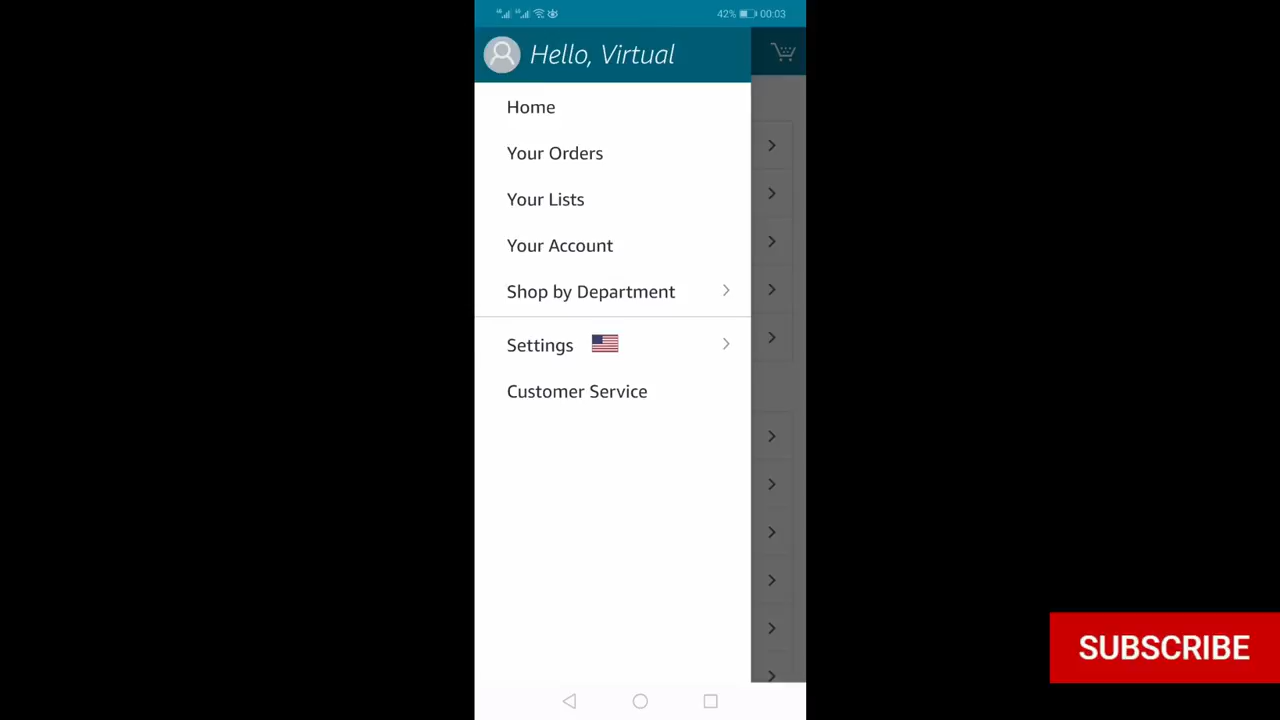 42% 00:03
Hello, Virtual
Home
Your Orders
Your Lists
Your Account
Shop by Department
Settings
Customer Service
SUBSCRIBE